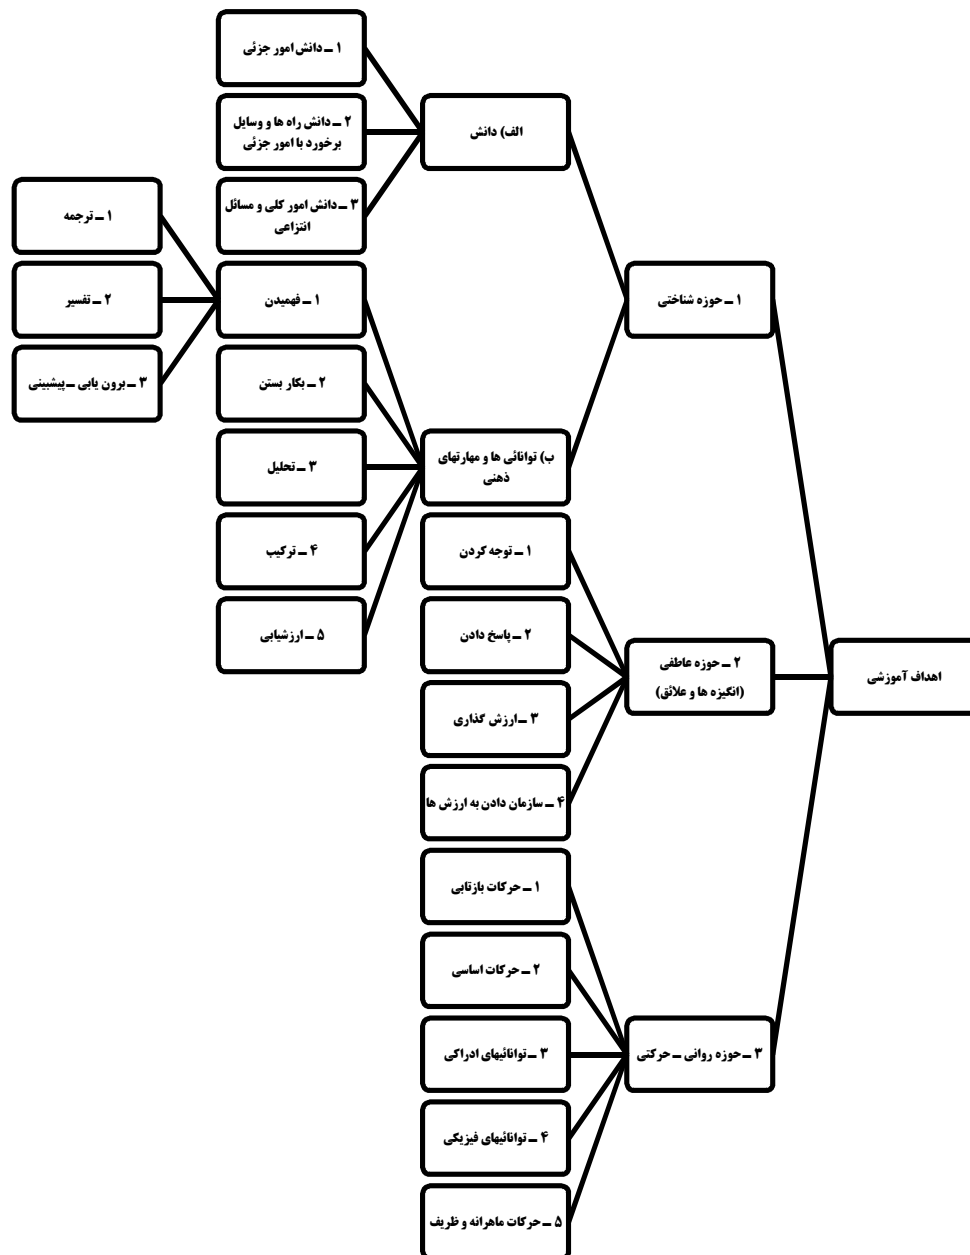 اهداف آموزشی
۱ ـ حوزه شناختی
الف) دانش
۱ ـ دانش امور جزئی
۲ ـ دانش راه ها و وسایل
برخورد با امور جزئی
۳ ـ دانش امور کلی و مسائل
انتزاعی
ب) توانائی ها و مهارتهای
ذهنی
۱ ـ فهمیدن
۱ ـ ترجمه
۲ ـ تفسیر
۳ ـ برون یابی ـ پیشبینی
۲ ـ بکار بستن
۳ ـ تحلیل
۴ ـ ترکیب
۵ ـ ارزشیابی
۲ ـ حوزه عاطفی
(انگیزه ها و علائق)
۱ ـ توجه کردن
۲ ـ پاسخ دادن
۳ ـ ارزش گذاری
۴ ـ سازمان دادن به ارزش ها
۳ ـ حوزه روانی ـ حرکتی
۱ ـ حرکات بازتابی
۲ ـ حرکات اساسی
۳ ـ توانائیهای ادراکی
۴ ـ توانائیهای فیزیکی
۵ ـ حرکات ماهرانه و ظریف